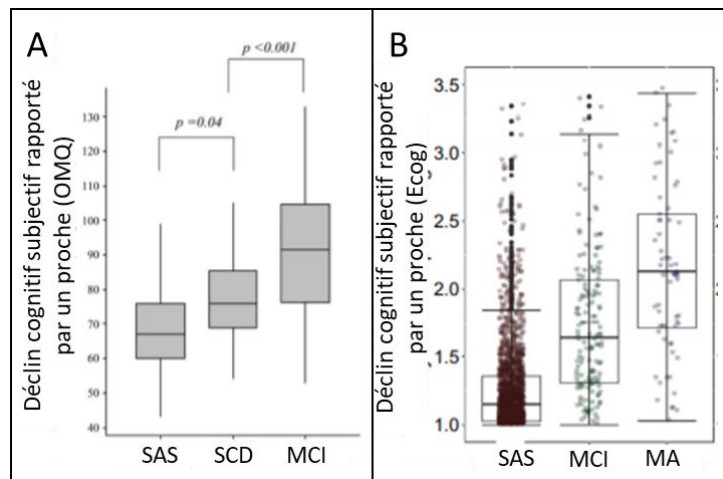 A
p <0.001
p =0.04
Déclin cognitif subjectif rapporté
par un proche (OMQ)
130
120
110
100
90
80
70
60
50
40
SAS
SCD
MCI
B
Déclin cognitif subjectif rapporté
par un proche (Ecog)
3.5
3.0
2.5
2.0
1.5
1.0
SAS
MCI
MA